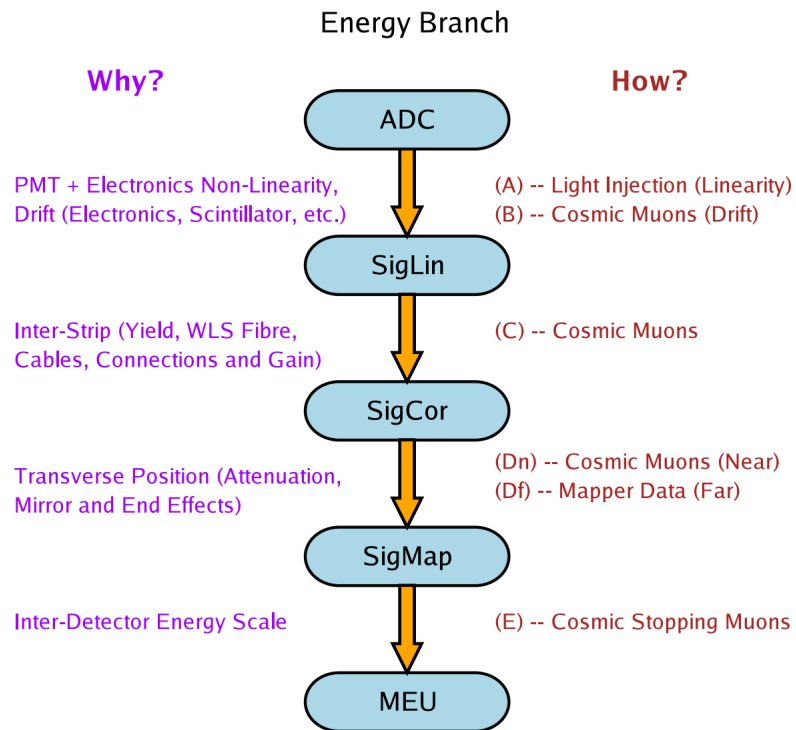 Energy Branch
Why?
How?
ADC
PMT + Electronics Non-Linearity,
Drift (Electronics, Scintillator, etc.)
(A) -- Light Injection (Linearity)
(B) -- Cosmic Muons (Drift)
SigLin
Inter-Strip (Yield, WLS Fibre,
Cables, Connections and Gain)
(C) -- Cosmic Muons
SigCor
Transverse Position (Attenuation,
Mirror and End Effects)
(Dn) -- Cosmic Muons (Near)
(Df) -- Mapper Data (Far)
SigMap
Inter-Detector Energy Scale
(E) -- Cosmic Stopping Muons
MEU